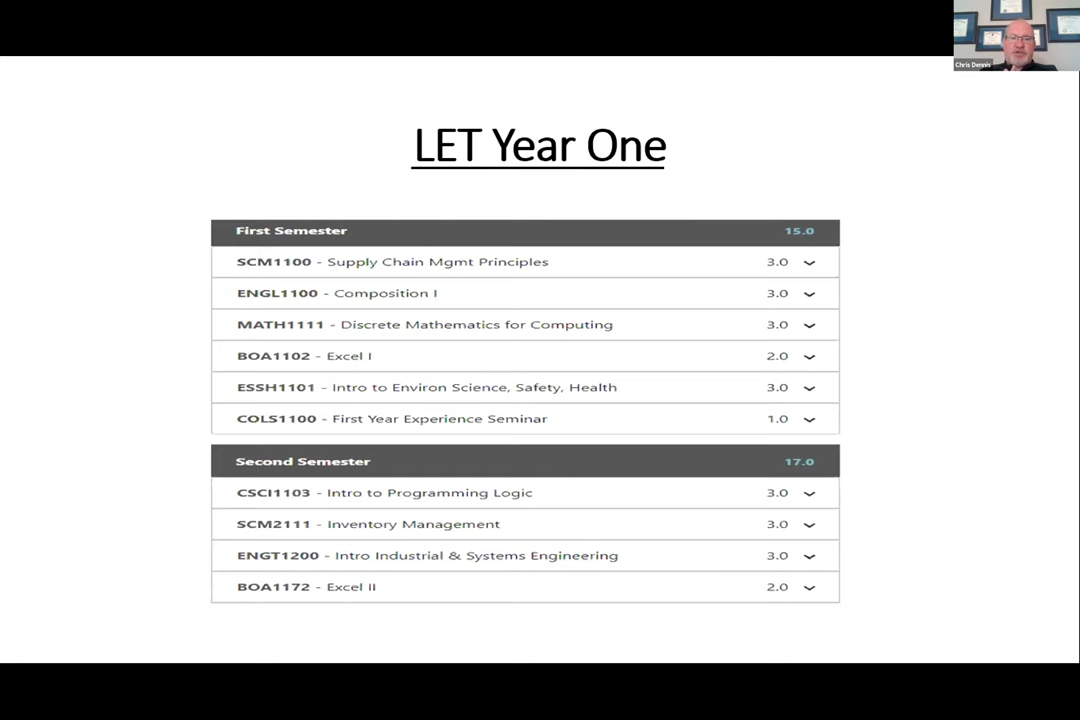 Chris Dennis
LET Year One
First Semester 15.0
SCM1100 - Supply Chain Mgmt Principles 3.0
ENGL1100 - Composition I 3.0
MATH1111 - Discrete Mathematics for Computing 3.0
BOA1102 - Excel I 2.0
ESSH1101 - Intro to Environ Science, Safety, Health 3.0
COLS1100 - First Year Experience Seminar 1.0
Second Semester 17.0
CSCI1103 - Intro to Programming Logic 3.0
SCM2111 - Inventory Management 3.0
ENGT1200 - Intro Industrial & Systems Engineering 3.0
BOA1172 - Excel II 2.0